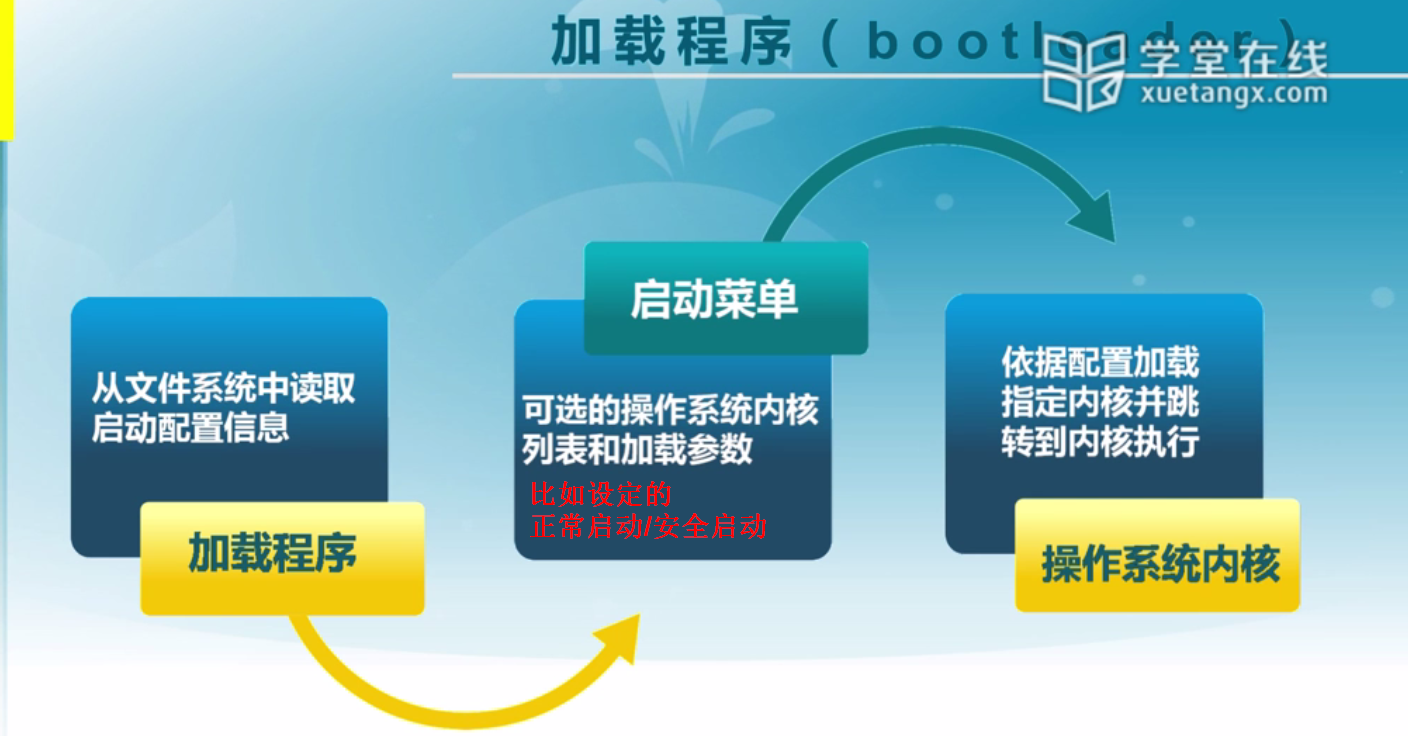 加载程序（bootloader）
学堂在线
xuetangx.com
从文件系统中读取
启动配置信息
加载程序
启动菜单
可选的操作系统内核
列表和加载参数
比如设定的
正常启动/安全启动
依据配置加载
指定内核并跳
转到内核执行
操作系统内核